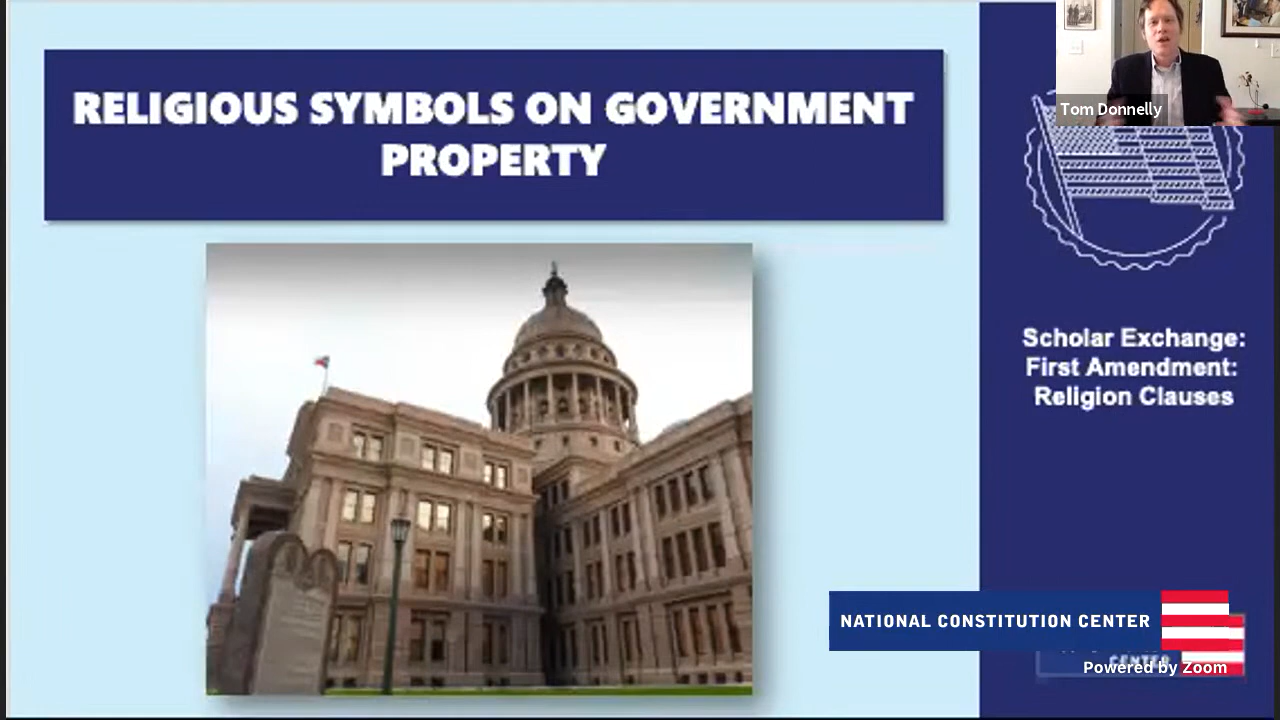 RELIGIOUS SYMBOLS ON GOVERNMENT
PROPERTY
Tom Donnelly
Scholar Exchange:
First Amendment:
Religion Clauses
NATIONAL CONSTITUTION CENTER
CENTER
Powered by Zoom